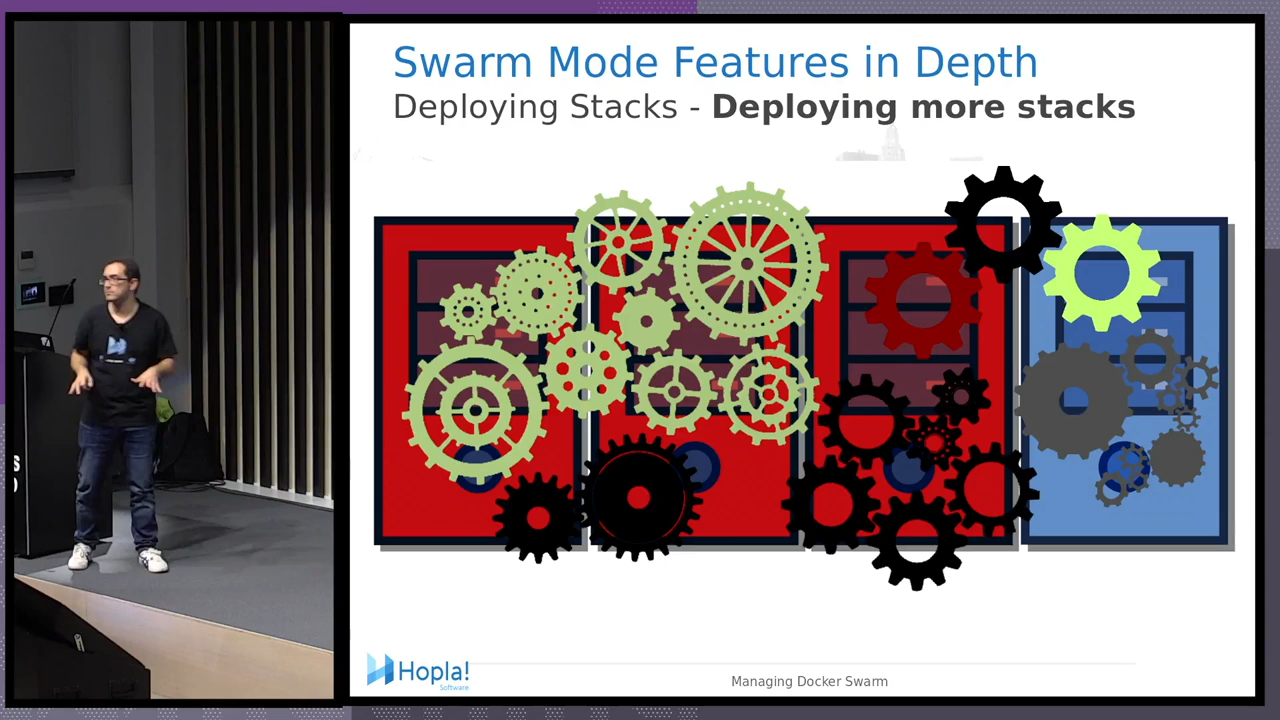 Swarm Mode Features in Depth
Deploying Stacks - Deploying more stacks
Hopla!
Software
Managing Docker Swarm